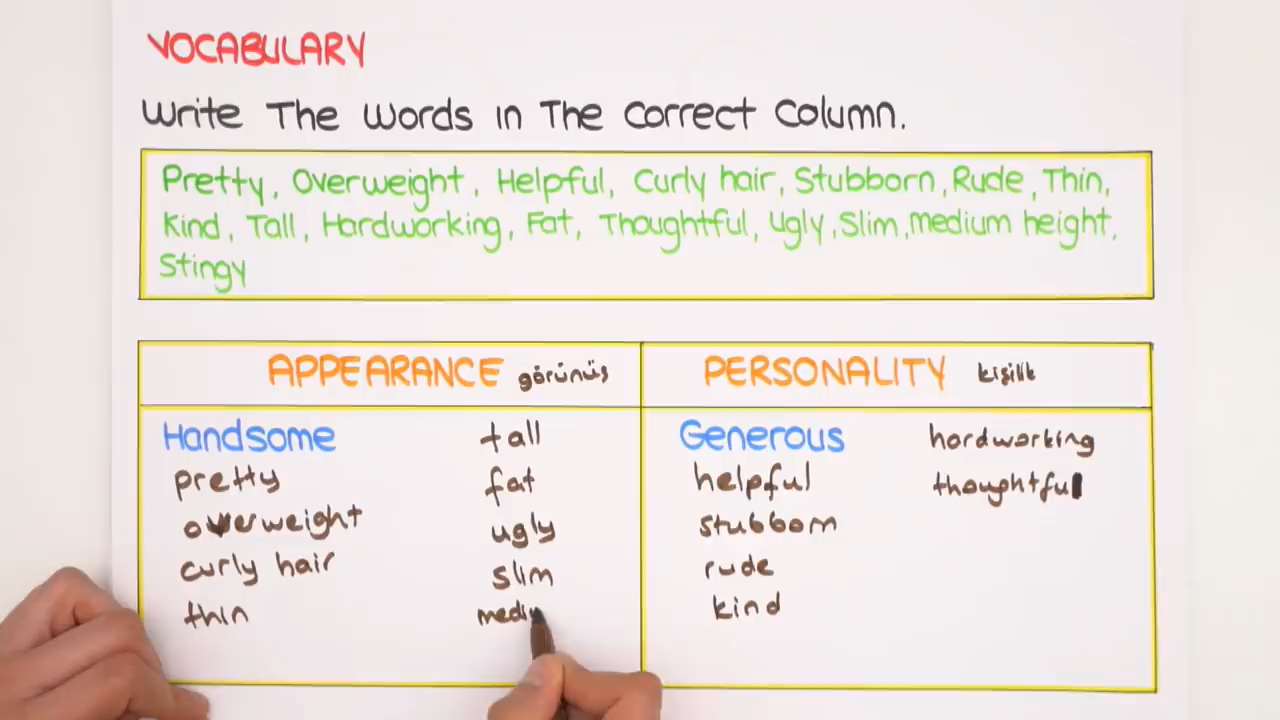 VOCABULARY
Write The Words in The Correct Column.
Pretty, Overweight, Helpful, Curly hair, Stubborn, Rude, Thin,
Kind, Tall, Hardworking, Fat, Thoughtful, Ugly, Slim, Medium height,
Stingy
APPEARANCE görünüş
Handsome
pretty
overweight
curly hair
thin
tall
fat
ugly
slim
medi
PERSONALITY kişilik
Generous
helpful
stubborn
rude
kind
hardworking
thoughtful